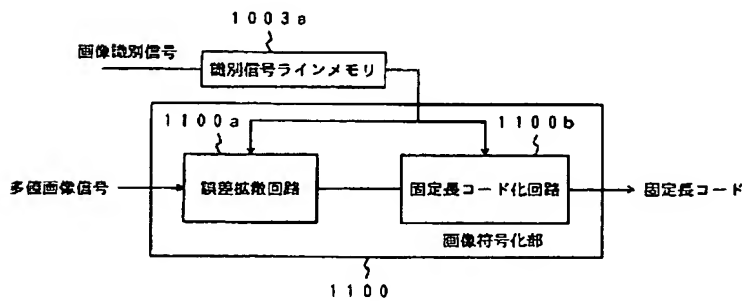 1003a
画像識別信号
識別信号ラインメモリ
1100a
1100b
多値画像信号
誤差拡散回路
固定長コード化回路
固定長コード
画像符号化部
1100